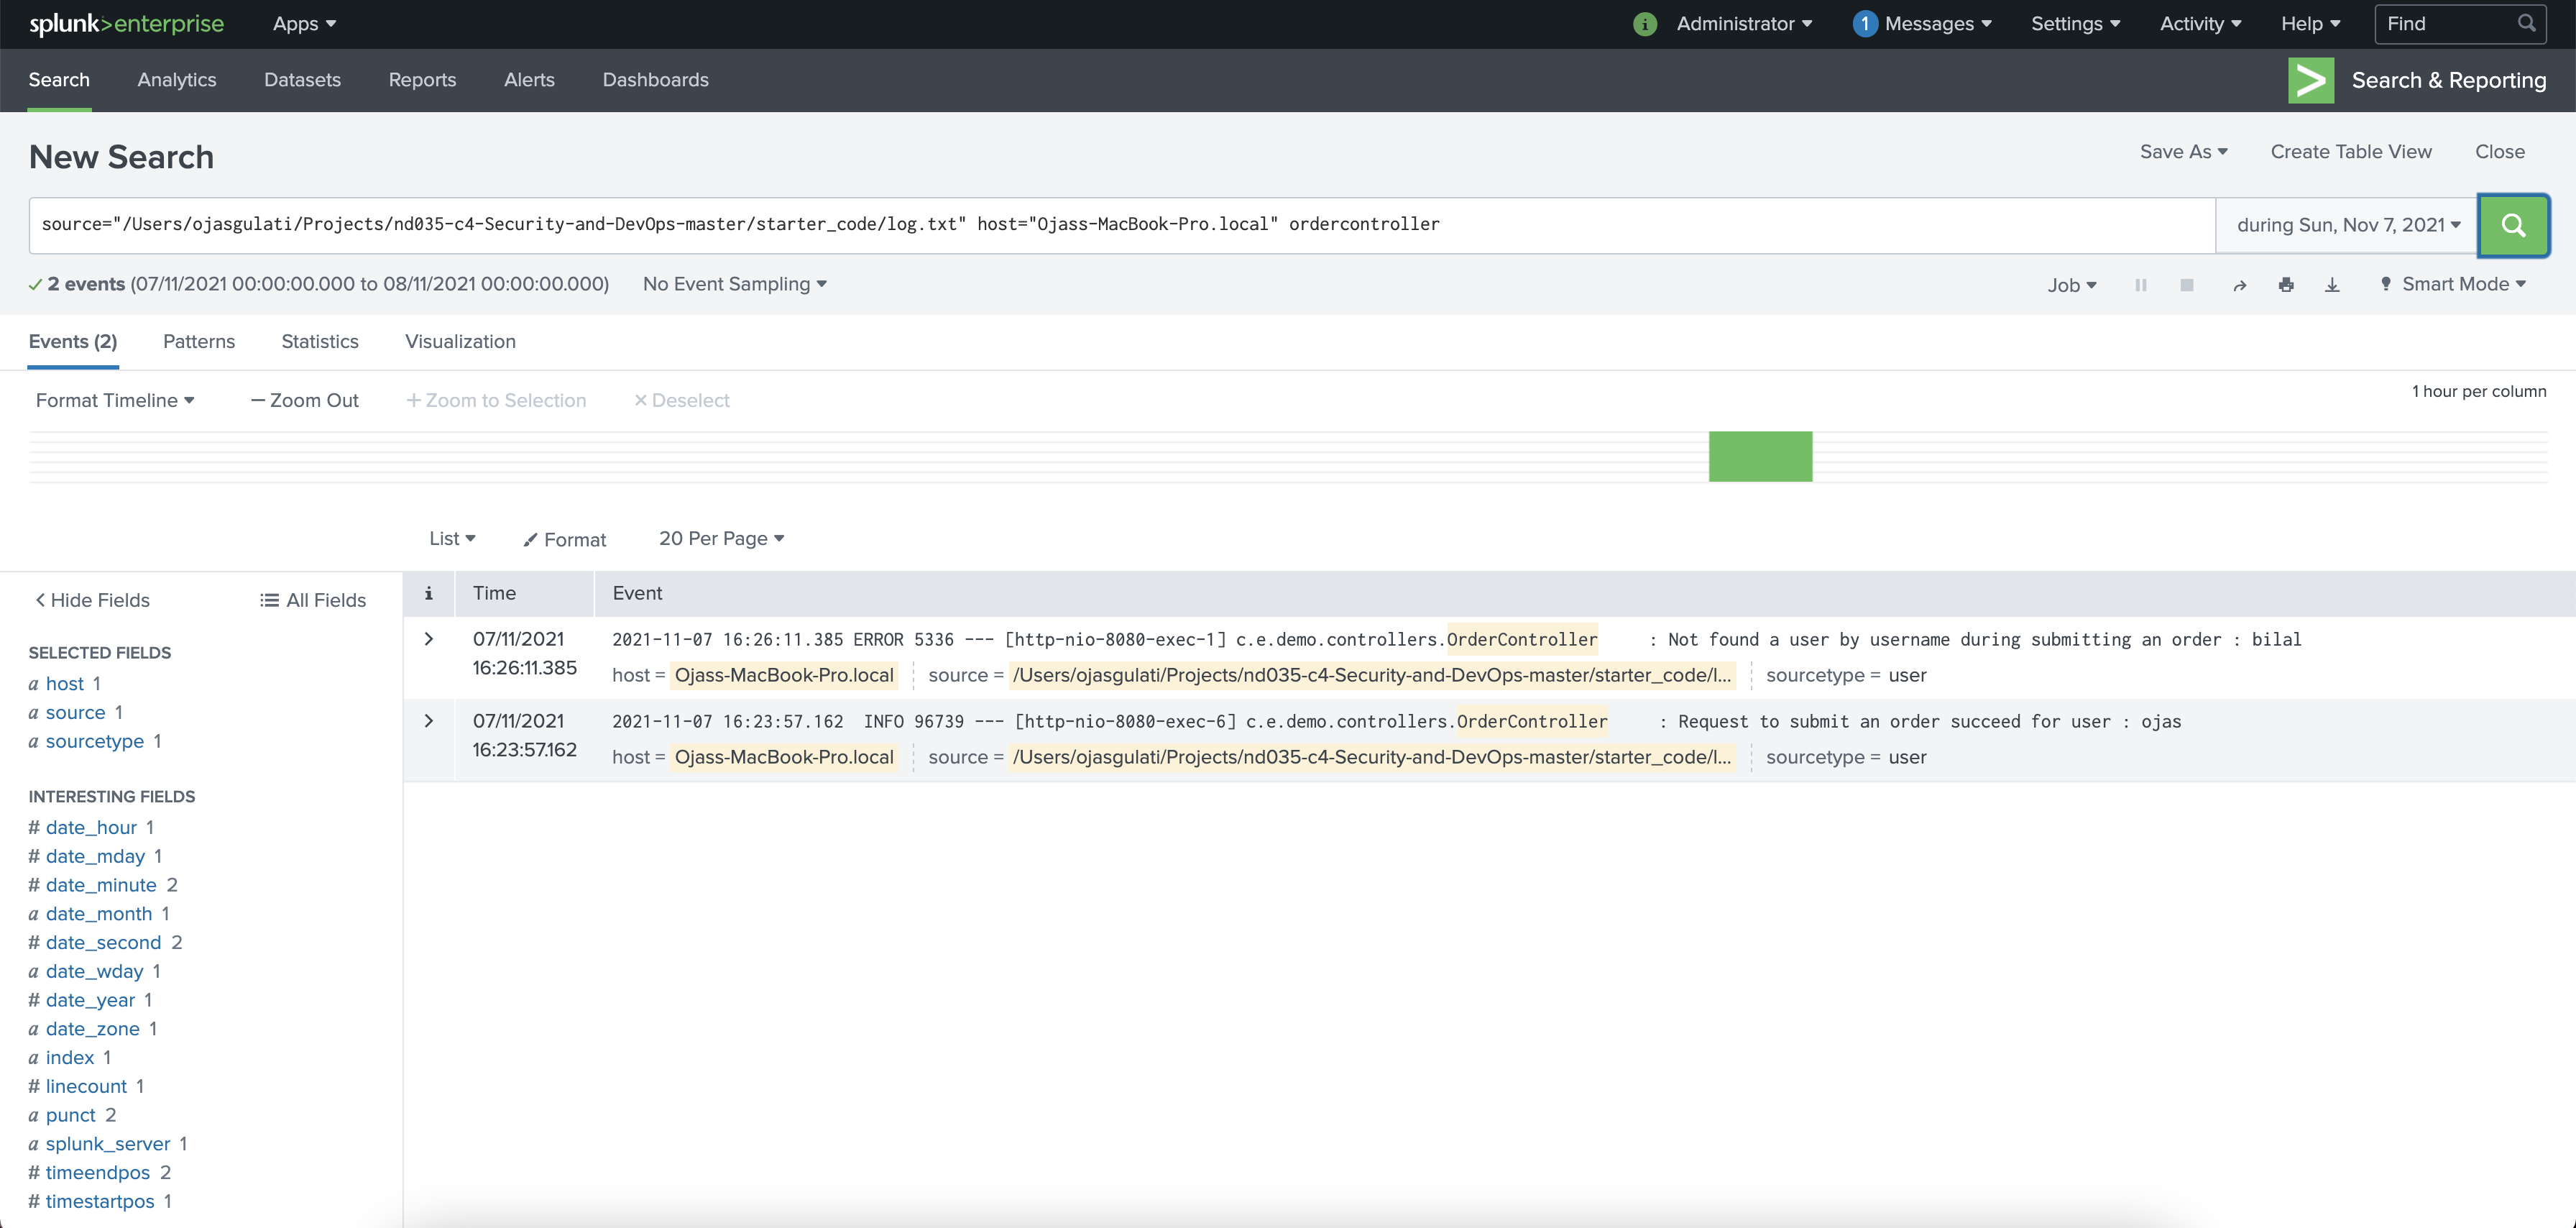 splunk>enterprise Apps i Administrator 1 Messages Settings Activity Help Find
Search Analytics Datasets Reports Alerts Dashboards > Search & Reporting
New Search Save As Create Table View Close
source="/Users/ojasgulati/Projects/nd035-c4-Security-and-DevOps-master/starter_code/log.txt" host="Ojass-MacBook-Pro.local" ordercontroller during Sun, Nov 7, 2021
✓ 2 events (07/11/2021 00:00:00.000 to 08/11/2021 00:00:00.000) No Event Sampling Job Smart Mode
Events (2) Patterns Statistics Visualization
Format Timeline — Zoom Out + Zoom to Selection × Deselect 1 hour per column
List Format 20 Per Page
< Hide Fields All Fields
SELECTED FIELDS
a host 1
a source 1
a sourcetype 1
INTERESTING FIELDS
# date_hour 1
# date_mday 1
# date_minute 2
a date_month 1
# date_second 2
a date_wday 1
# date_year 1
a date_zone 1
a index 1
# linecount 1
a punct 2
a splunk_server 1
# timeendpos 2
# timestartpos 1
i Time Event
> 07/11/2021 2021-11-07 16:26:11.385 ERROR 5336 --- [http-nio-8080-exec-1] c.e.demo.controllers.OrderController : Not found a user by username during submitting an order : bilal
16:26:11.385 host = Ojass-MacBook-Pro.local source = /Users/ojasgulati/Projects/nd035-c4-Security-and-DevOps-master/starter_code/l... sourcetype = user
> 07/11/2021 2021-11-07 16:23:57.162 INFO 96739 --- [http-nio-8080-exec-6] c.e.demo.controllers.OrderController : Request to submit an order succeed for user : ojas
16:23:57.162 host = Ojass-MacBook-Pro.local source = /Users/ojasgulati/Projects/nd035-c4-Security-and-DevOps-master/starter_code/l... sourcetype = user